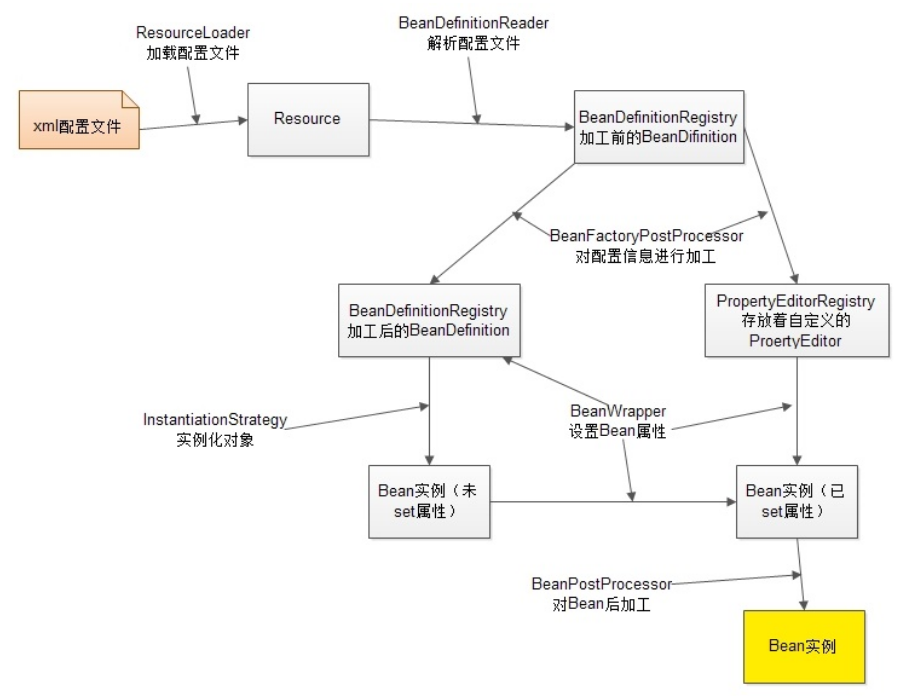 ResourceLoader
加载配置文件
BeanDefinitionReader
解析配置文件
xml配置文件
Resource
BeanDefinitionRegistry
加工前的BeanDifinition
BeanFactoryPostProcessor
对配置信息进行加工
BeanDefinitionRegistry
加工后的BeanDefinition
PropertyEditorRegistry
存放着自定义的
ProertyEditor
InstantiationStrategy
实例化对象
BeanWrapper
设置Bean属性
Bean实例（未
set属性）
Bean实例（已
set属性）
BeanPostProcessor
对Bean后加工
Bean实例